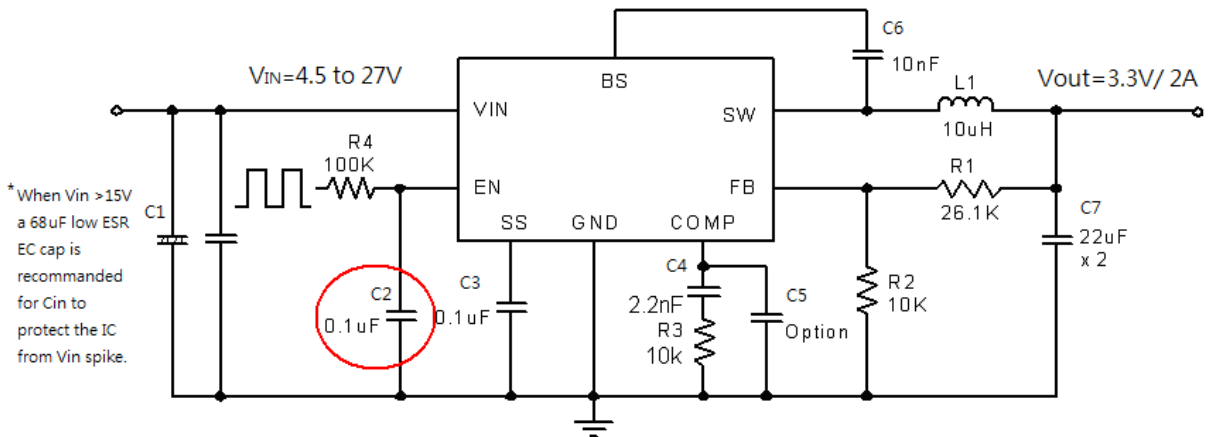 VIN=4.5 to 27V
BS
C6
10nF
Vout=3.3V/ 2A
VIN
SW
L1
10uH
R4
100K
EN
FB
R1
26.1K
* When Vin >15V
a 68uF low ESR
EC cap is
recommanded
for Cin to
protect the IC
from Vin spike.
C1
SS
GND
COMP
C7
22uF
x 2
C2
0.1uF
C3
0.1uF
C4
2.2nF
R3
10k
C5
Option
R2
10K